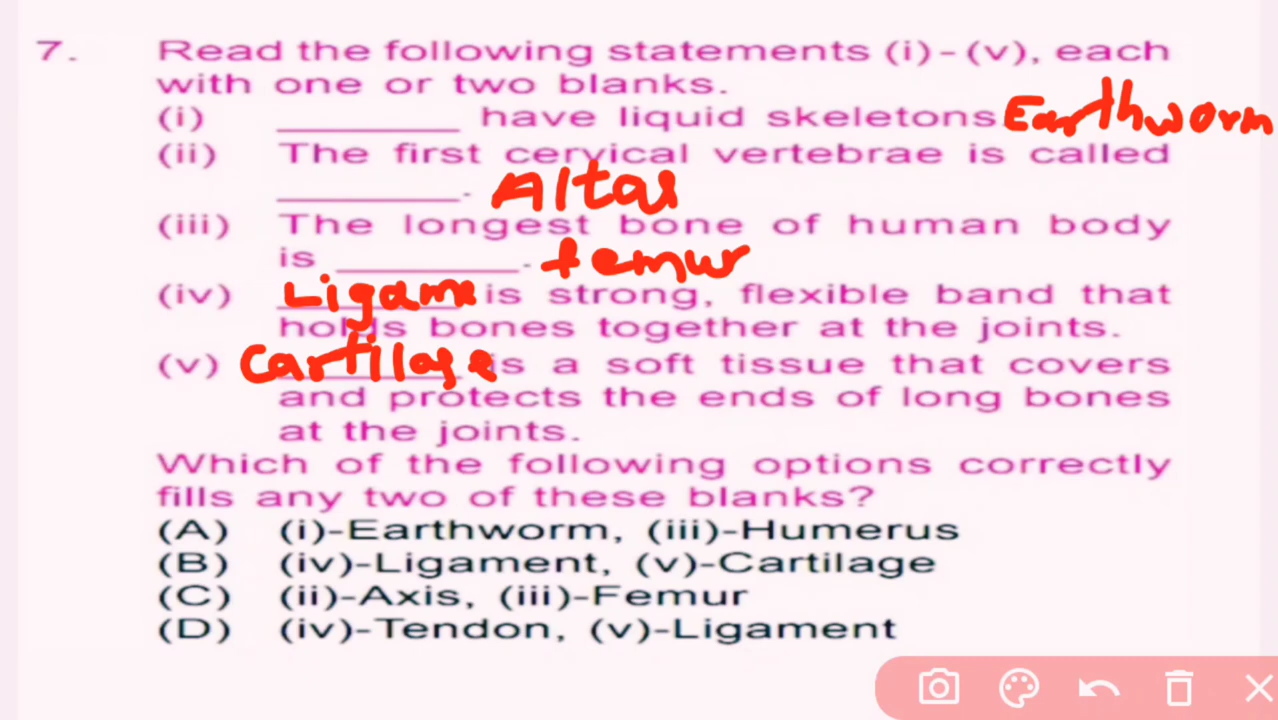 7. Read the following statements (i)-(v), each
with one or two blanks.
(i) ________ have liquid skeletons Earthworm
(ii) The first cervical vertebrae is called
________. Altas
(iii) The longest bone of human body
is ________. femur
(iv) Ligame is strong, flexible band that
holds bones together at the joints.
(v) Cartilage is a soft tissue that covers
and protects the ends of long bones
at the joints.
Which of the following options correctly
fills any two of these blanks?
(A) (i)-Earthworm, (iii)-Humerus
(B) (iv)-Ligament, (v)-Cartilage
(C) (ii)-Axis, (iii)-Femur
(D) (iv)-Tendon, (v)-Ligament